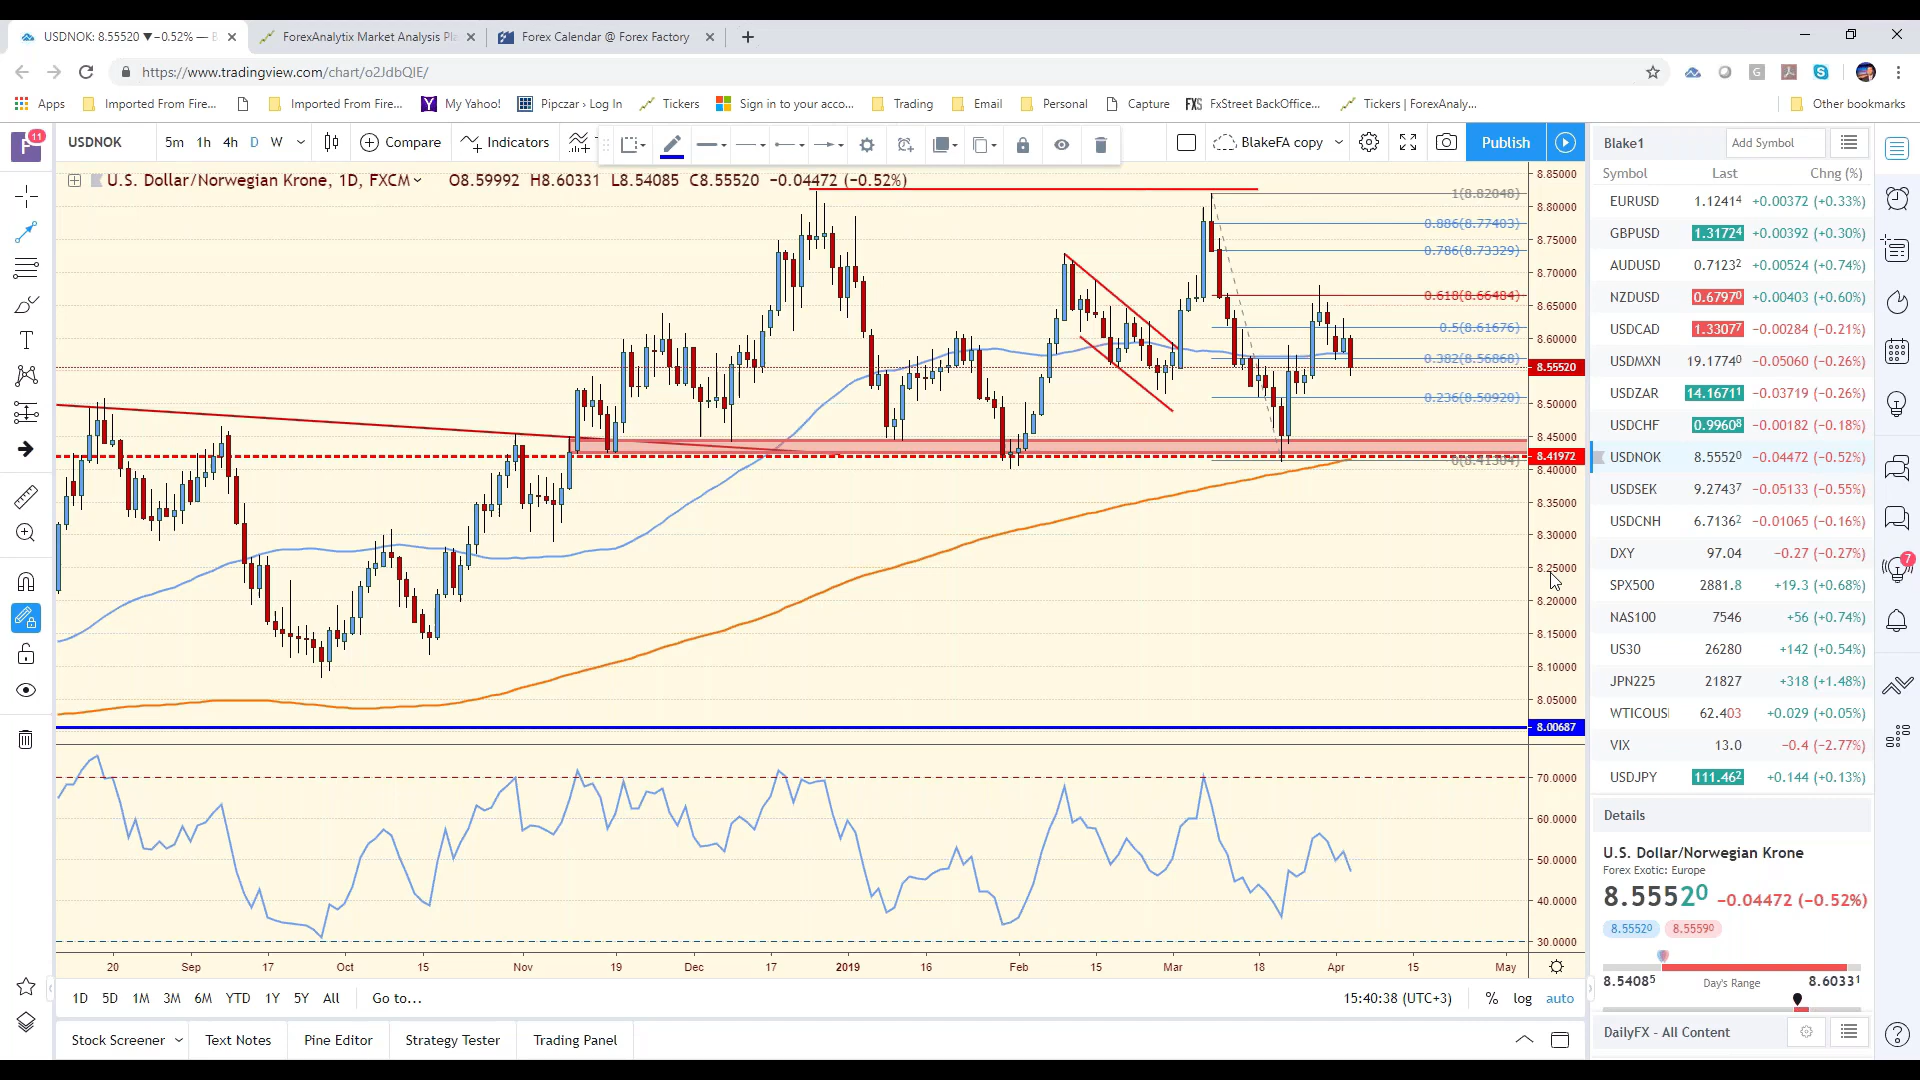 USDNOK: 8.55520 ▼ −0.52% —
ForexAnalytix Market Analysis Pla
Forex Calendar @ Forex Factory
https://www.tradingview.com/chart/o2JdbQIE/
Apps
Imported From Fire...
Imported From Fire...
My Yahoo!
Pipczar › Log In
Tickers
Sign in to your acco...
Trading
Email
Personal
Capture
FXS FxStreet BackOffice...
Tickers | ForexAnaly...
Other bookmarks
11
USDNOK
5m 1h 4h D W
Compare
Indicators
BlakeFA copy
Publish
U.S. Dollar/Norwegian Krone, 1D, FXCM O8.59992 H8.60331 L8.54085 C8.55520 −0.04472 (−0.52%)
1(8.82048)
0.886(8.77403)
0.786(8.73329)
0.618(8.66484)
0.5(8.61676)
0.382(8.56868)
0.236(8.50920)
0(8.41304)
8.85000
8.80000
8.75000
8.70000
8.65000
8.60000
8.55520
8.50000
8.45000
8.41972
8.40000
8.35000
8.30000
8.25000
8.20000
8.15000
8.10000
8.05000
8.00687
70.0000
60.0000
50.0000
40.0000
30.0000
20 Sep 17 Oct 15 Nov 19 Dec 17 2019 16 Feb 15 Mar 18 Apr 15 May
1D 5D 1M 3M 6M YTD 1Y 5Y All Go to...
15:40:38 (UTC+3) % log auto
Stock Screener
Text Notes
Pine Editor
Strategy Tester
Trading Panel
Blake1
Add Symbol
Symbol Last Chng (%)
EURUSD 1.12414 +0.00372 (+0.33%)
GBPUSD 1.31724 +0.00392 (+0.30%)
AUDUSD 0.71232 +0.00524 (+0.74%)
NZDUSD 0.67970 +0.00403 (+0.60%)
USDCAD 1.33077 −0.00284 (−0.21%)
USDMXN 19.17740 −0.05060 (−0.26%)
USDZAR 14.16711 −0.03719 (−0.26%)
USDCHF 0.99608 −0.00182 (−0.18%)
USDNOK 8.55520 −0.04472 (−0.52%)
USDSEK 9.27437 −0.05133 (−0.55%)
USDCNH 6.71362 −0.01065 (−0.16%)
DXY 97.04 −0.27 (−0.27%)
SPX500 2881.8 +19.3 (+0.68%)
NAS100 7546 +56 (+0.74%)
US30 26280 +142 (+0.54%)
JPN225 21827 +318 (+1.48%)
WTICOUSI 62.403 +0.029 (+0.05%)
VIX 13.0 −0.4 (−2.77%)
USDJPY 111.462 +0.144 (+0.13%)
Details
U.S. Dollar/Norwegian Krone
Forex Exotic: Europe
8.55520 −0.04472 (−0.52%)
8.55520 8.55590
8.54085 Day's Range 8.60331
DailyFX - All Content
7